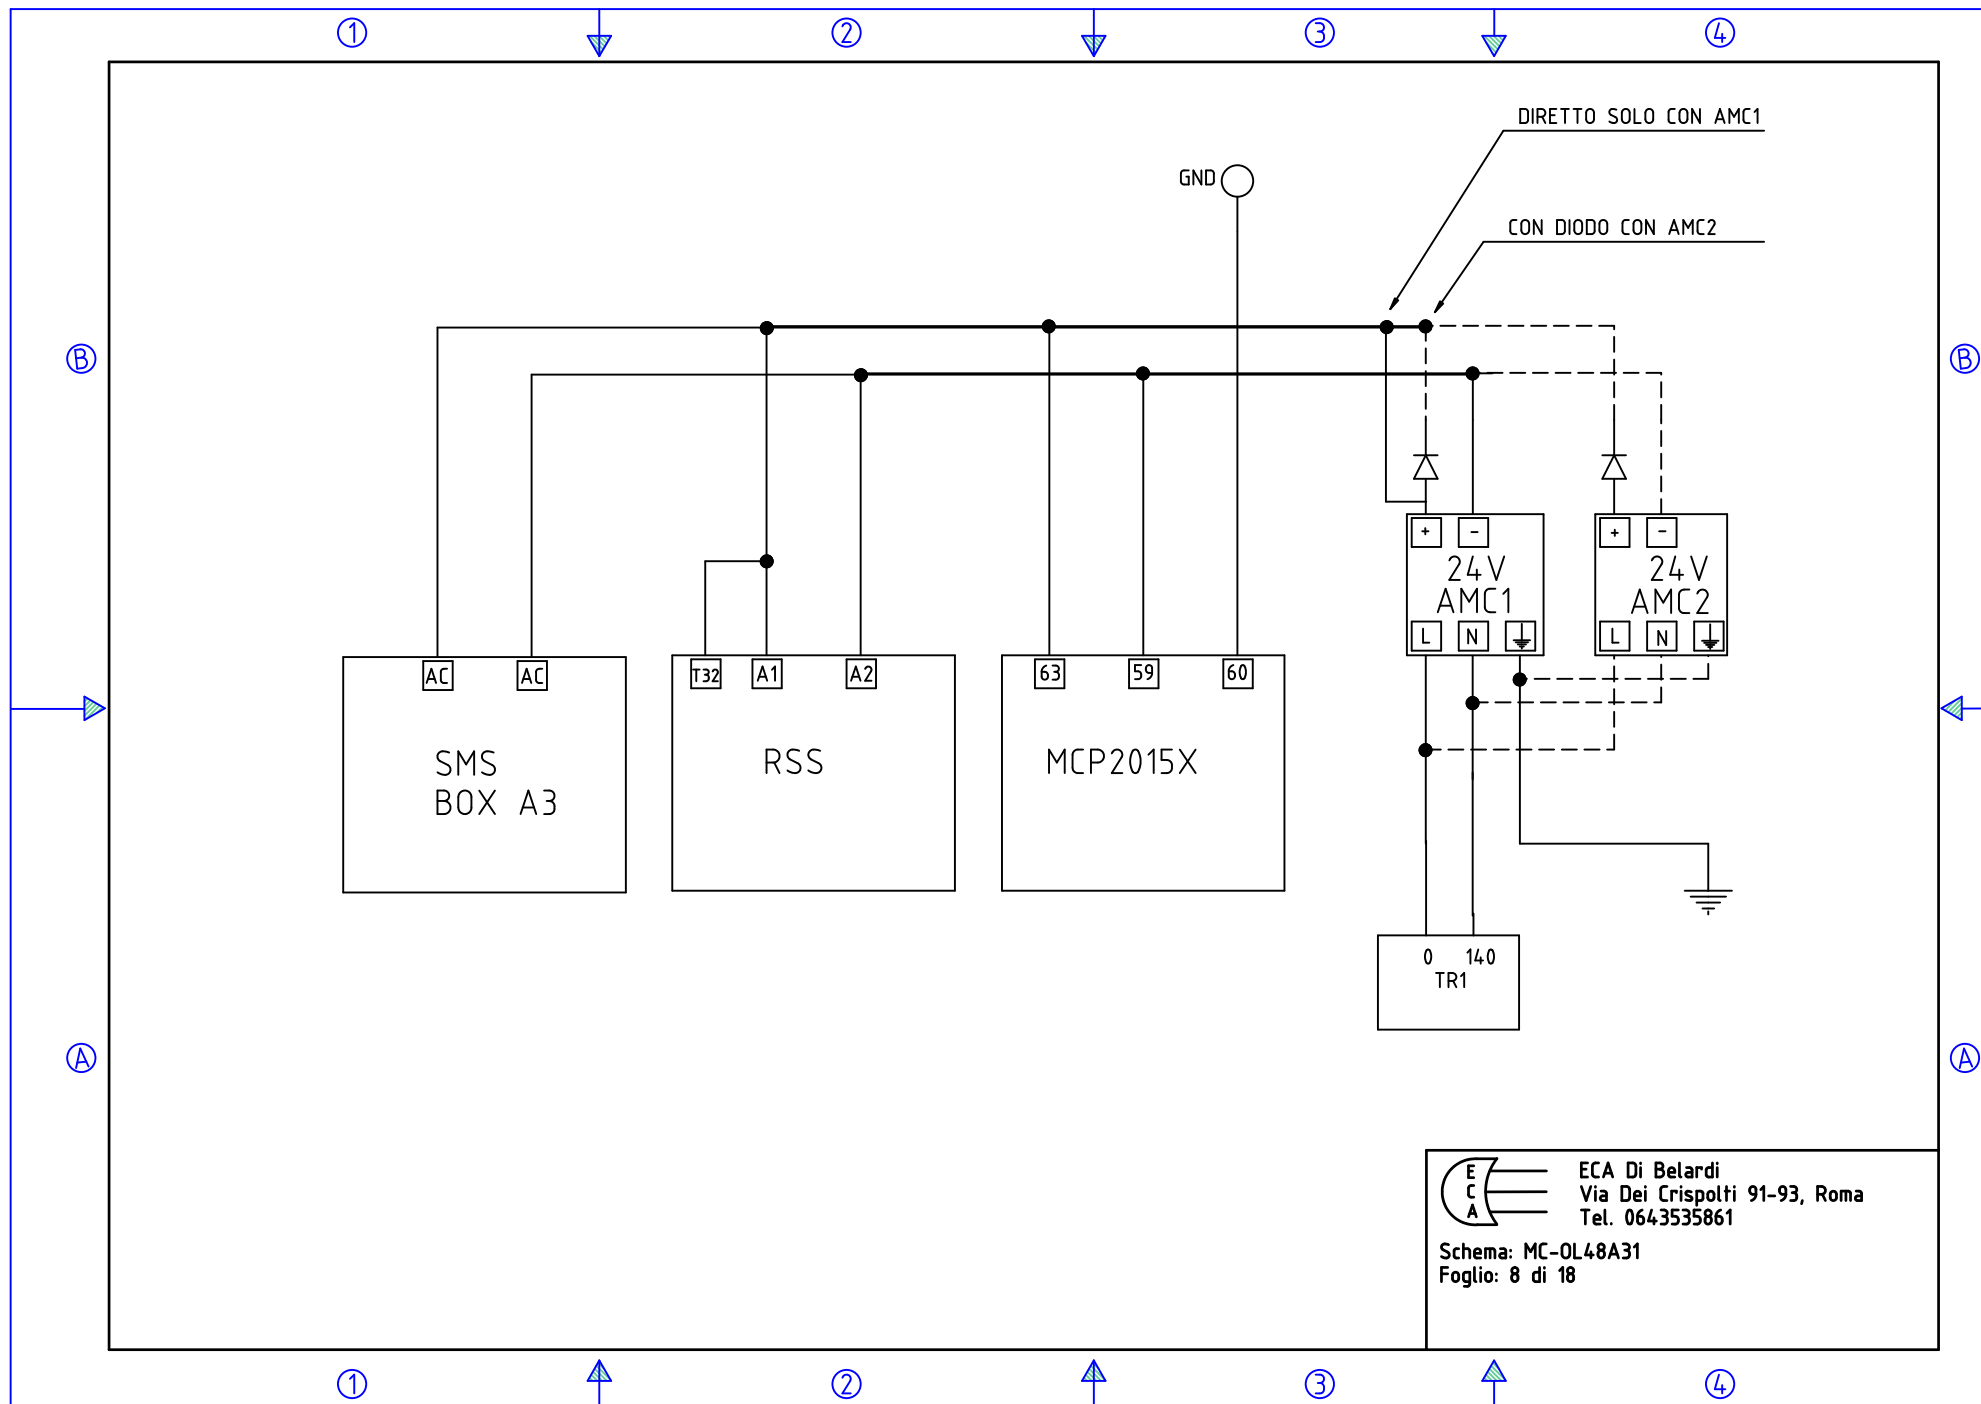 1 2 3 4
DIRETTO SOLO CON AMC1
GND
CON DIODO CON AMC2
B B
+ - + -
24V 24V
AMC1 AMC2
L N L N
AC AC T32 A1 A2 63 59 60
SMS RSS MCP2015X
BOX A3
0 140
TR1
A A
E
C
A
ECA Di Belardi
Via Dei Crispolti 91-93, Roma
Tel. 0643535861
Schema: MC-OL48A31
Foglio: 8 di 18
1 2 3 4